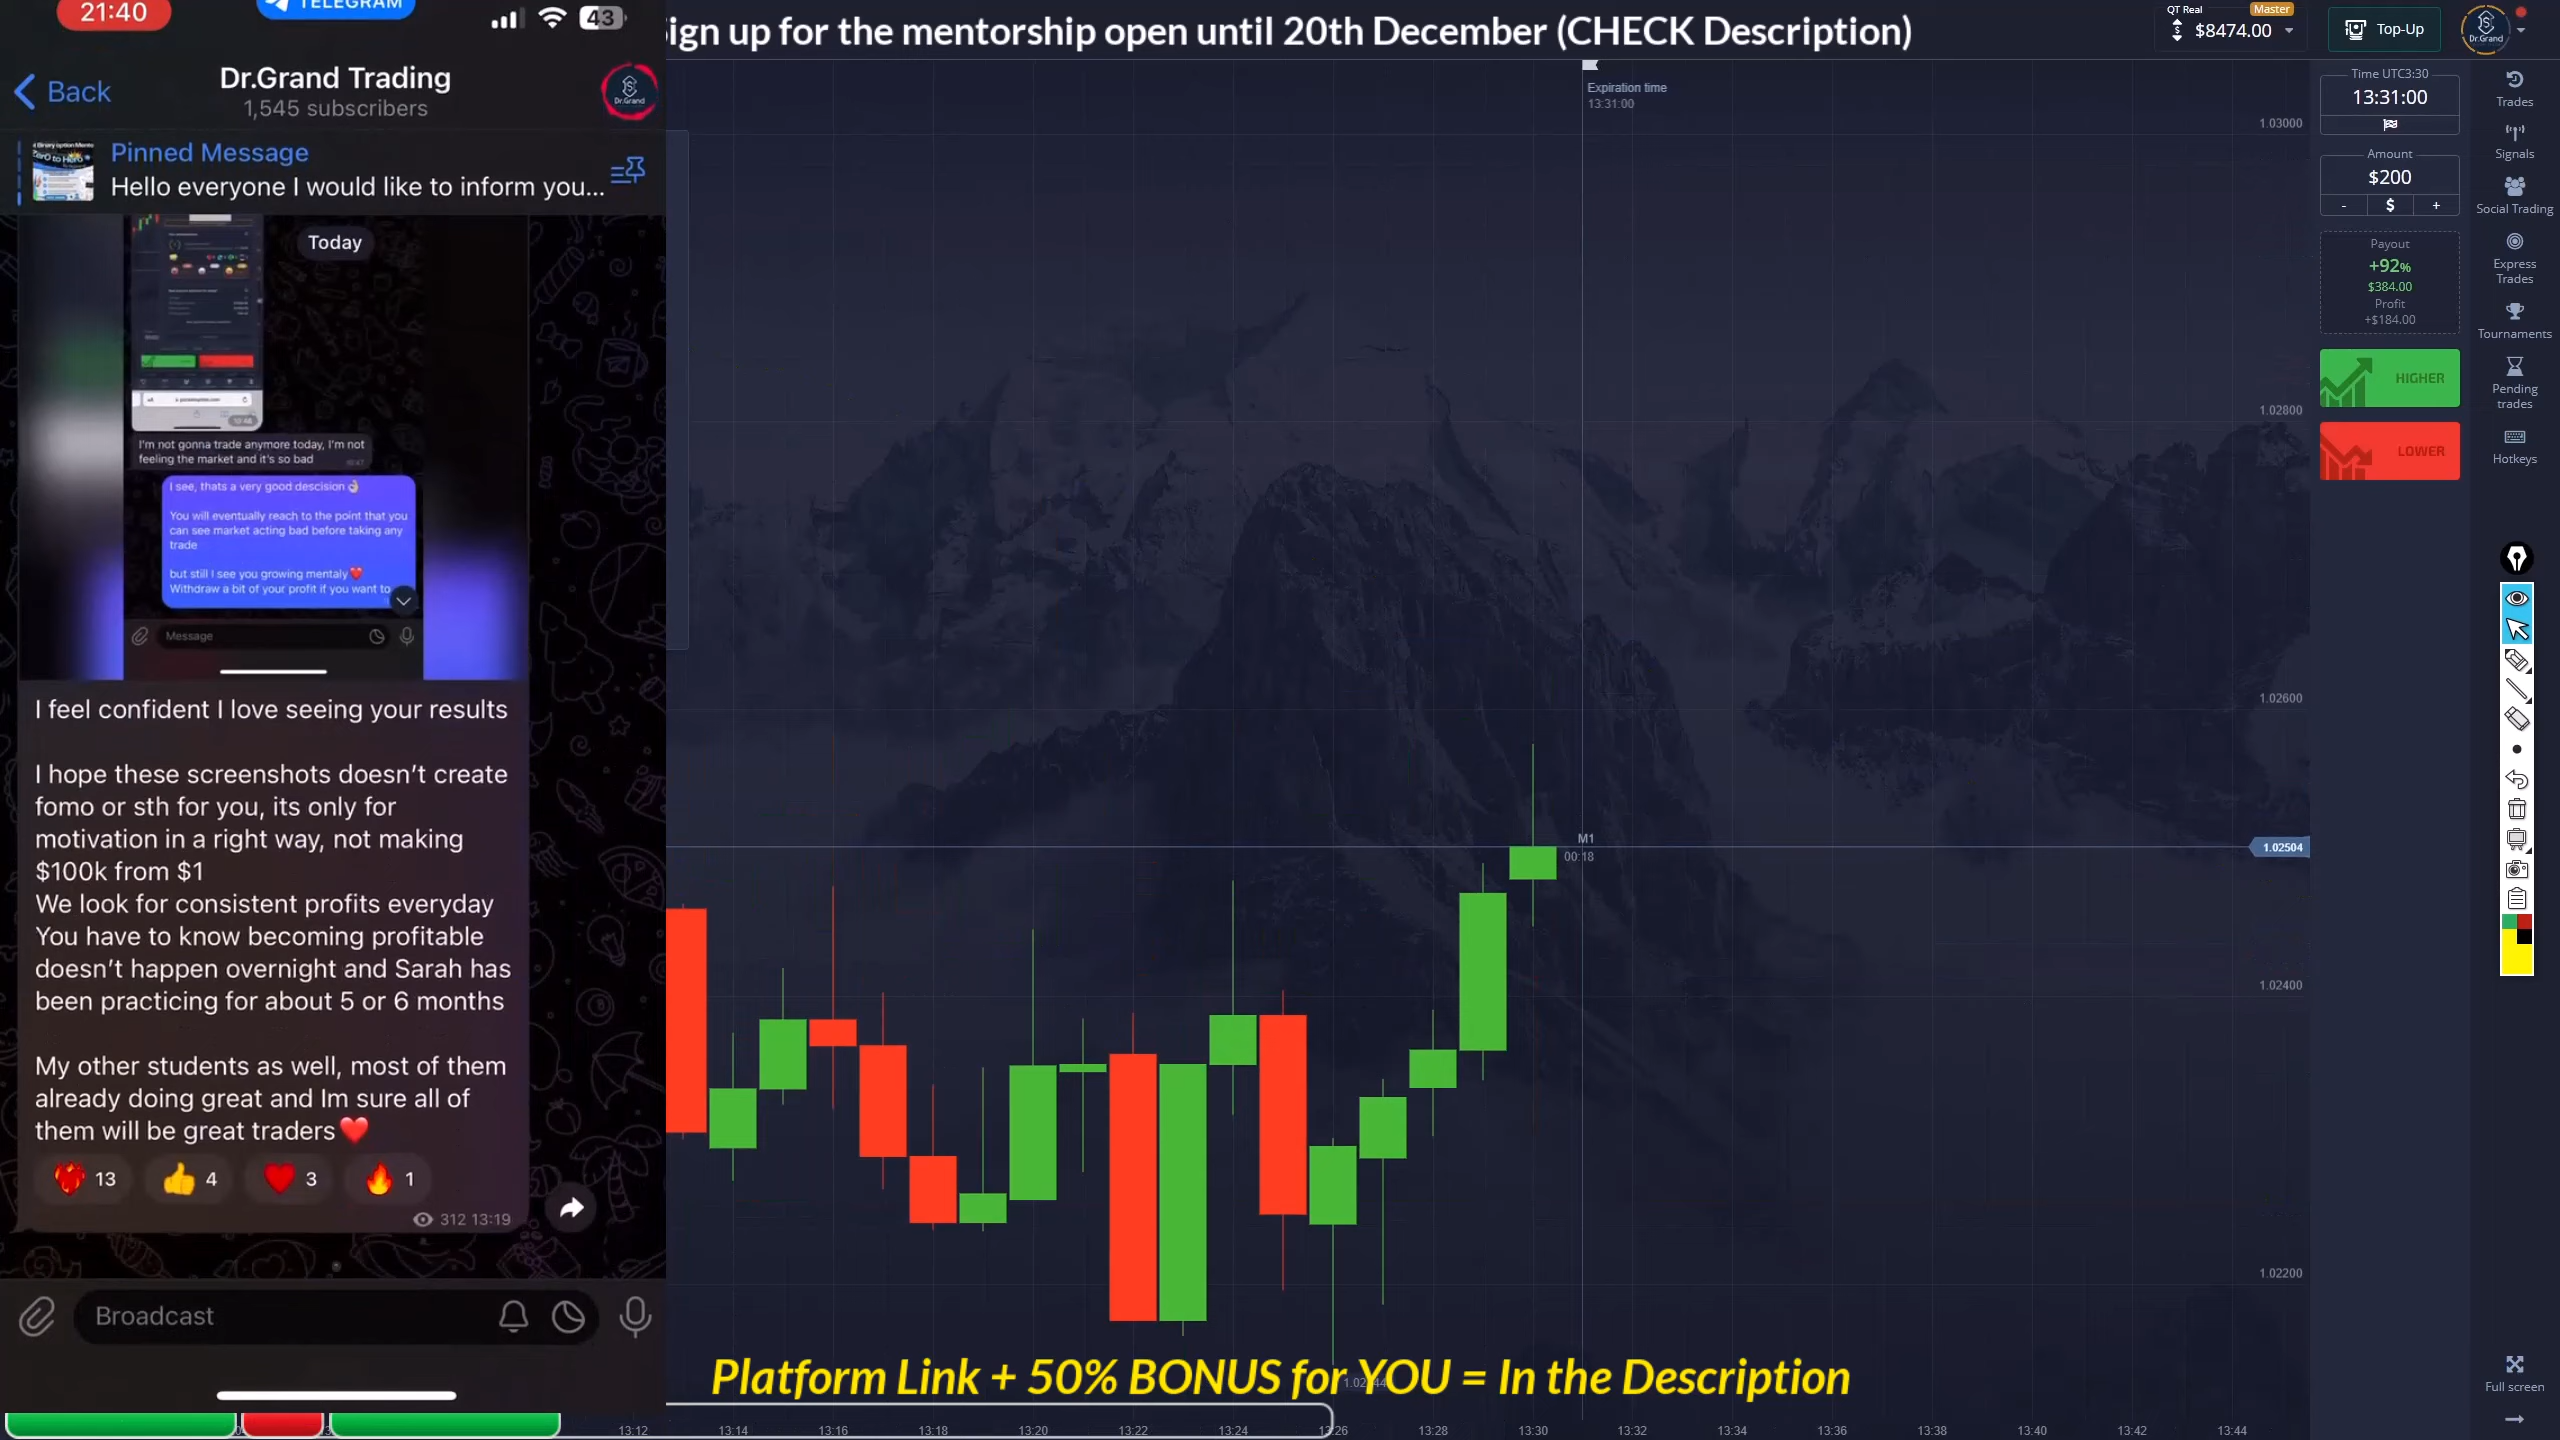 21:40
TELEGRAM
43
Back
Dr.Grand Trading
1,545 subscribers
Dr.Grand
Pinned Message
Hello everyone I would like to inform you...
Today
I'm not gonna trade anymore today, I'm not
feeling the market and it's so bad
I see, thats a very good descision👌
You will eventually reach to the point that you
can see market acting bad before taking any
trade
but still I see you growing mentaly❤️
Withdraw a bit of your profit if you want to
Message
I feel confident I love seeing your results
I hope these screenshots doesn't create
fomo or sth for you, its only for
motivation in a right way, not making
$100k from $1
We look for consistent profits everyday
You have to know becoming profitable
doesn't happen overnight and Sarah has
been practicing for about 5 or 6 months
My other students as well, most of them
already doing great and Im sure all of
them will be great traders❤️
13
4
3
1
312 13:19
Broadcast
ign up for the mentorship open until 20th December (CHECK Description)
QT Real
Master
$8474.00
Top-Up
Dr.Grand
Expiration time
13:31:00
1.03000
1.02800
1.02600
1.02504
1.02400
1.02200
M1
00:18
Time UTC3:30
13:31:00
Amount
$200
- $ +
Payout
+92%
$384.00
Profit
+$184.00
HIGHER
LOWER
Trades
Signals
Social Trading
Express
Trades
Tournaments
Pending
trades
Hotkeys
Full screen
Platform Link + 50% BONUS for YOU = In the Description
13:12
13:14
13:16
13:18
13:20
13:22
13:24
13:26
13:28
13:30
13:32
13:34
13:36
13:38
13:40
13:42
13:44